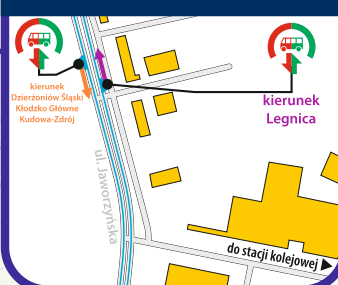 kierunek
Dzierżoniów Śląski
Kłodzko Główne
Kudowa-Zdrój
kierunek
Legnica
ul. Jaworzyńska
do stacji kolejowej